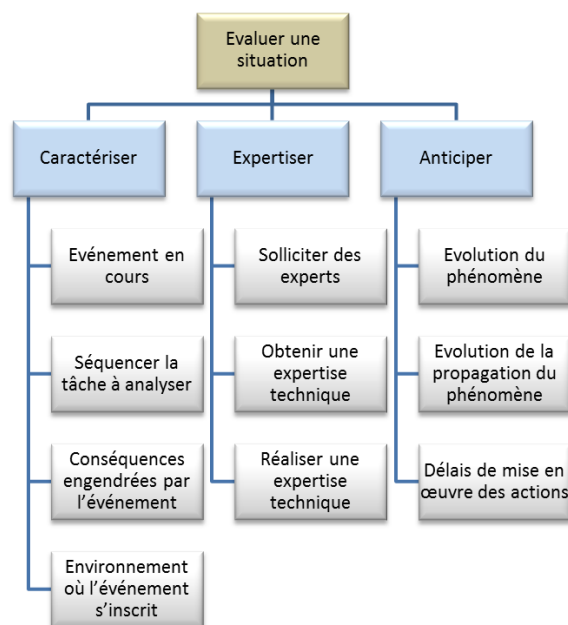 Evaluer une
situation
Caractériser
Expertiser
Anticiper
Evénement en
cours
Séquencer la
tâche à analyser
Conséquences
engendrées par
l'événement
Environnement
où l'événement
s'inscrit
Solliciter des
experts
Obtenir une
expertise
technique
Réaliser une
expertise
technique
Evolution du
phénomène
Evolution de la
propagation du
phénomène
Délais de mise en
œuvre des actions